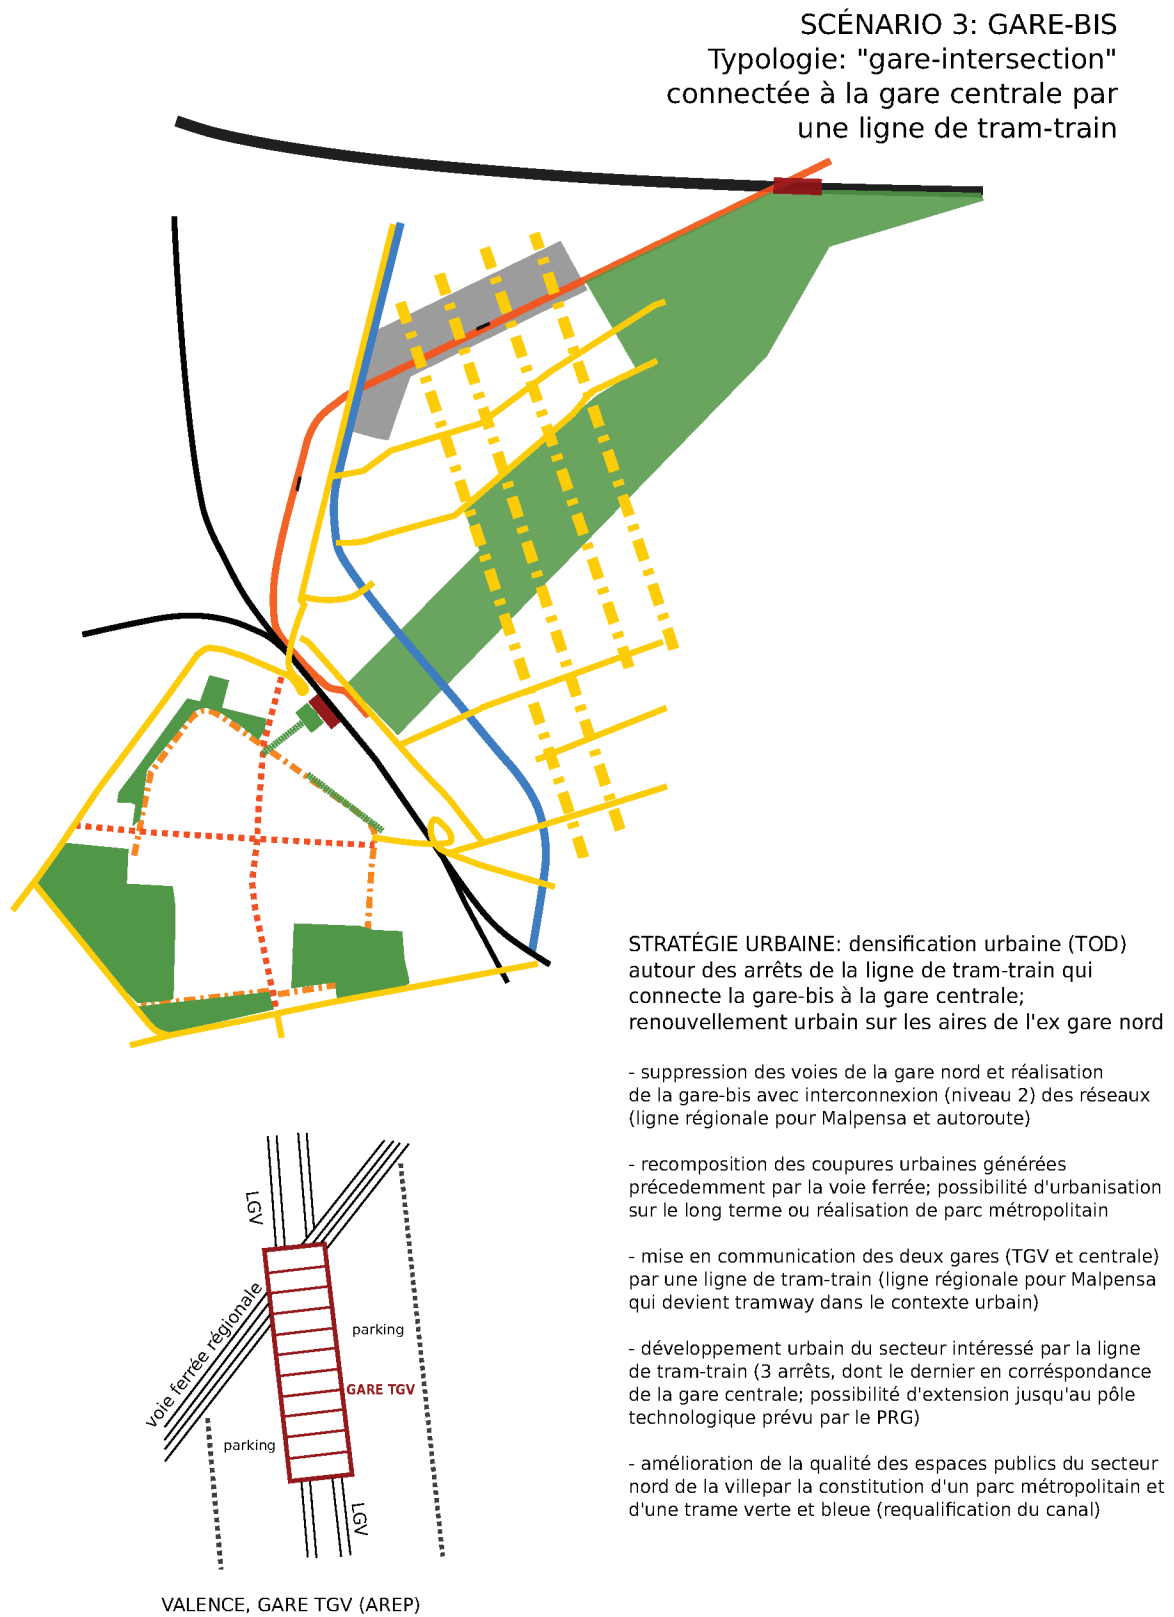 SCÉNARIO 3: GARE-BIS
Typologie: "gare-intersection"
connectée à la gare centrale par
une ligne de tram-train
STRATÉGIE URBAINE: densification urbaine (TOD)
autour des arrêts de la ligne de tram-train qui
connecte la gare-bis à la gare centrale;
renouvellement urbain sur les aires de l'ex gare nord
- suppression des voies de la gare nord et réalisation
de la gare-bis avec interconnexion (niveau 2) des réseaux
(ligne régionale pour Malpensa et autoroute)
- recomposition des coupures urbaines générées
précedemment par la voie ferrée; possibilité d'urbanisation
sur le long terme ou réalisation de parc métropolitain
- mise en communication des deux gares (TGV et centrale)
par une ligne de tram-train (ligne régionale pour Malpensa
qui devient tramway dans le contexte urbain)
- développement urbain du secteur intéressé par la ligne
de tram-train (3 arrêts, dont le dernier en corréspondance
de la gare centrale; possibilité d'extension jusqu'au pôle
technologique prévu par le PRG)
- amélioration de la qualité des espaces publics du secteur
nord de la villepar la constitution d'un parc métropolitain et
d'une trame verte et bleue (requalification du canal)
LGV
voie ferrée régionale
parking
GARE TGV
parking
LGV
VALENCE, GARE TGV (AREP)